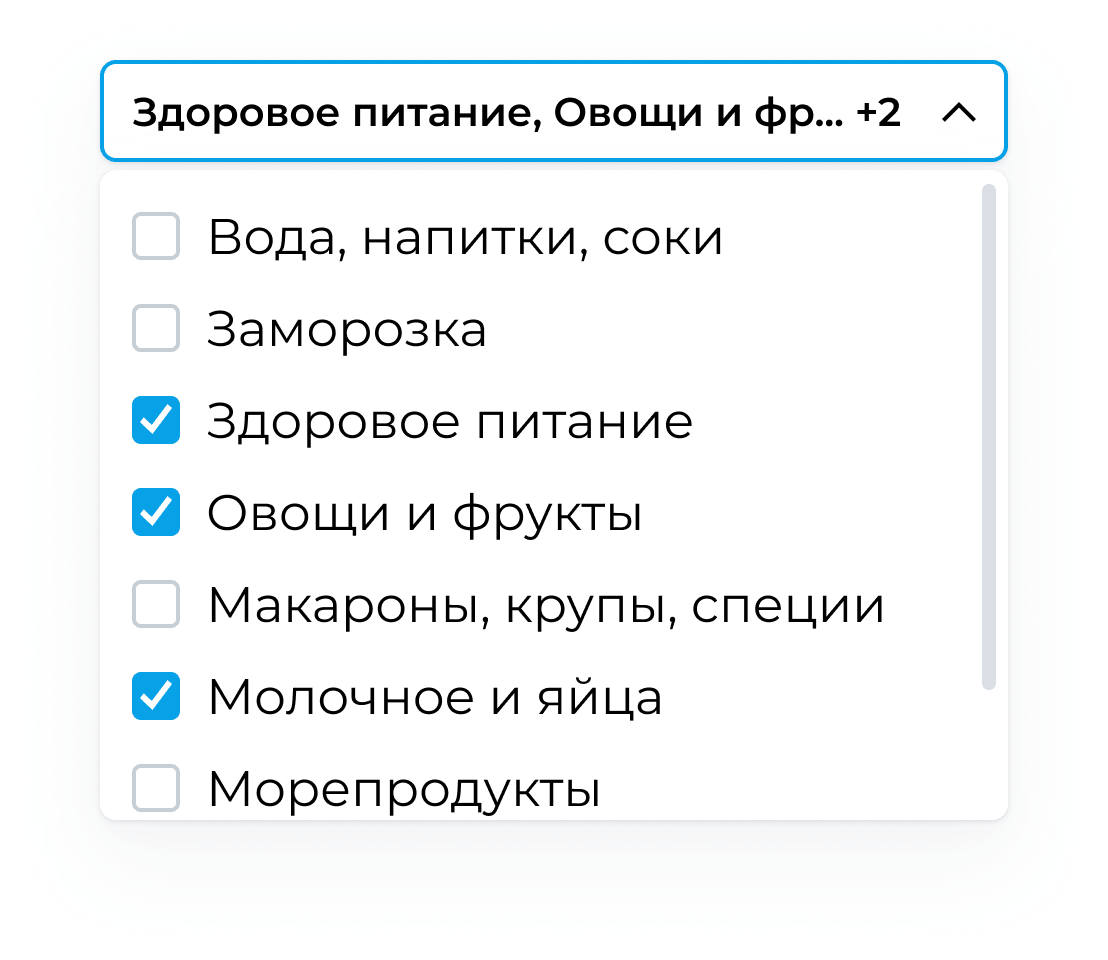 Здоровое питание, Овощи и фр... +2
Вода, напитки, соки
Заморозка
Здоровое питание
Овощи и фрукты
Макароны, крупы, специи
Молочное и яйца
Морепродукты